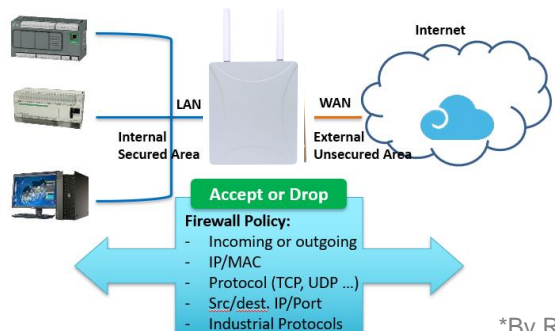 Internet
LAN
WAN
Internal
Secured Area
External
Unsecured Area
Accept or Drop
Firewall Policy:
- Incoming or outgoing
- IP/MAC
- Protocol (TCP, UDP ...)
- Src/dest. IP/Port
- Industrial Protocols
*By R